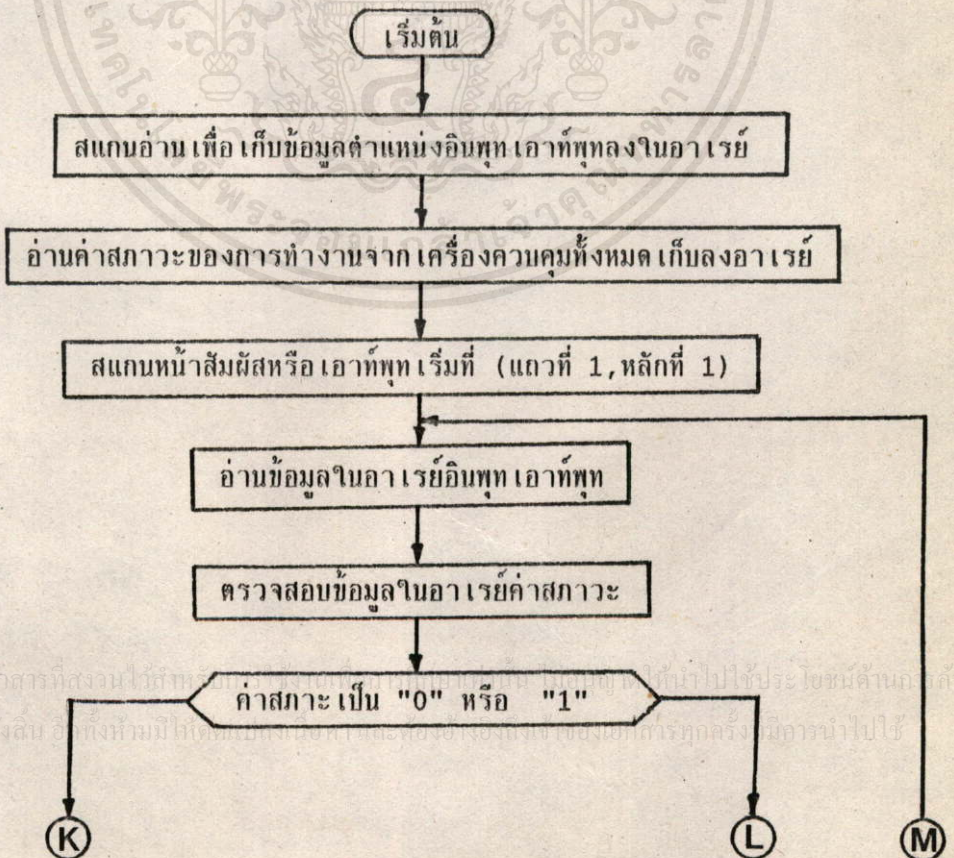 เริ่มต้น
สแกนอ่านเพื่อเก็บข้อมูลตำแหน่งอินพุทเอาท์พุทลงในอาเรย์
อ่านค่าสภาวะของการทำงานจากเครื่องควบคุมทั้งหมดเก็บลงอาเรย์
สแกนหน้าสัมผัสหรือเอาท์พุทเริ่มที่ (แถวที่ 1,หลักที่ 1)
อ่านข้อมูลในอาเรย์อินพุทเอาท์พุท
ตรวจสอบข้อมูลในอาเรย์ค่าสภาวะ
ค่าสภาะเป็น "0" หรือ "1"
K L M